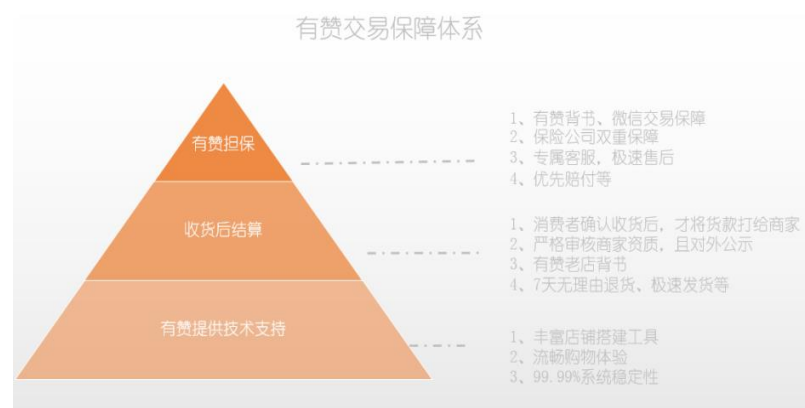 有赞交易保障体系
有赞担保
1、有赞背书、微信交易保障
2、保险公司双重保障
3、专属客服，极速售后
4、优先赔付等
收货后结算
1、消费者确认收货后，才将货款打给商家
2、严格审核商家资质，且对外公示
3、有赞老店背书
4、7天无理由退货、极速发货等
有赞提供技术支持
1、丰富店铺搭建工具
2、流畅购物体验
3、99.99%系统稳定性